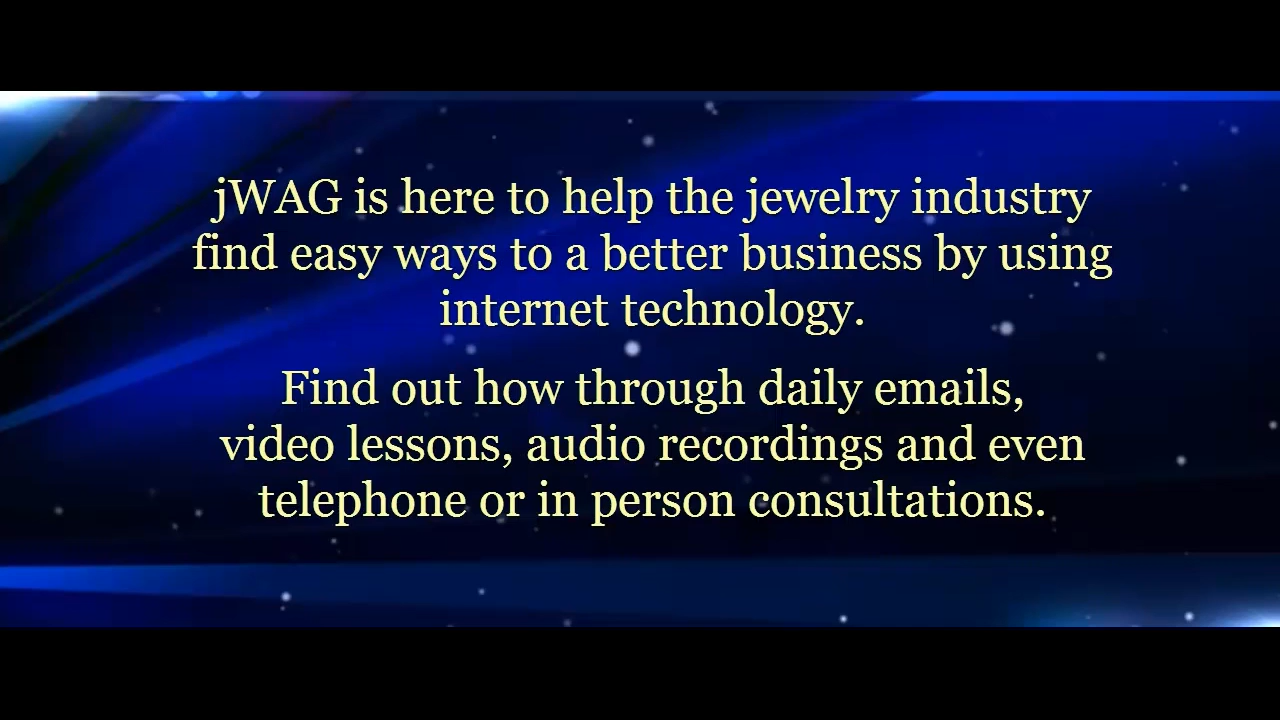 jWAG is here to help the jewelry industry
find easy ways to a better business by using
internet technology.
Find out how through daily emails,
video lessons, audio recordings and even
telephone or in person consultations.